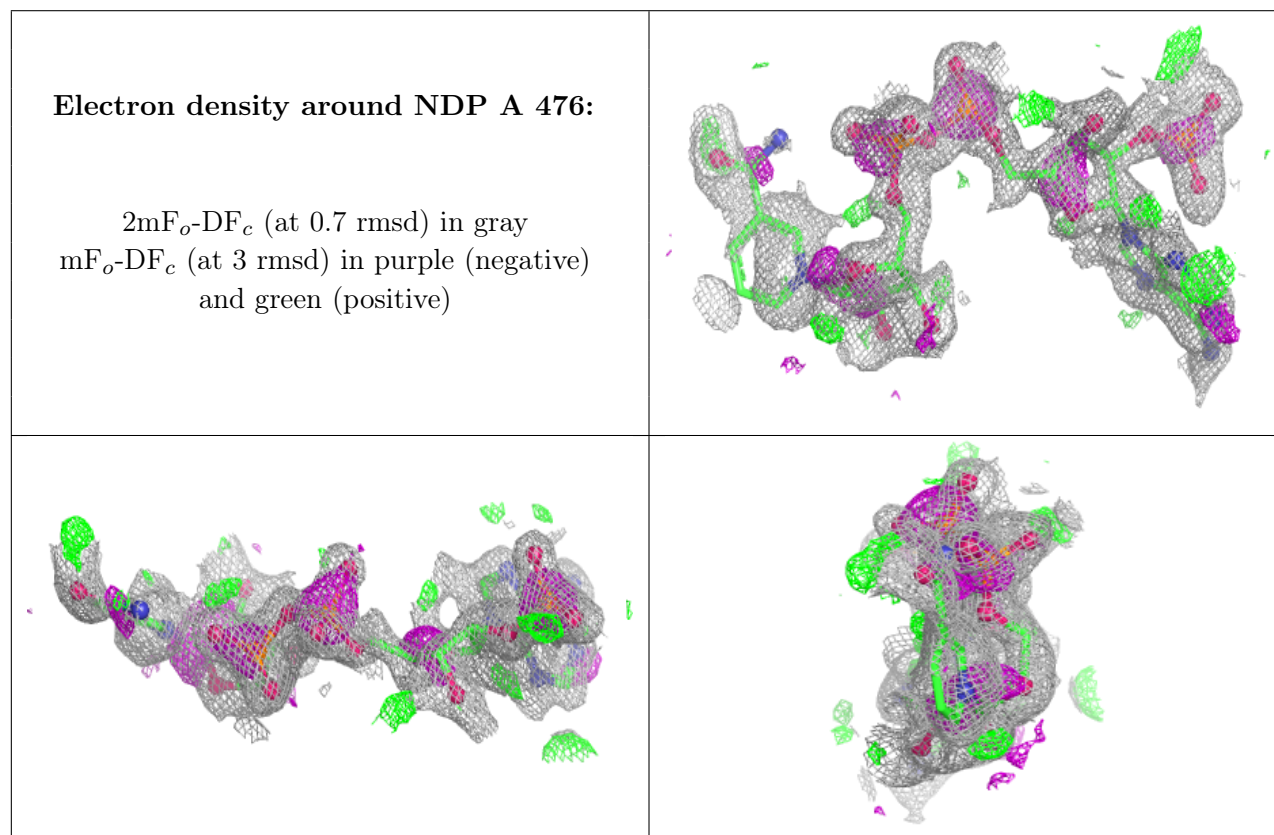 Electron density around NDP A 476:
2mFo-DFc (at 0.7 rmsd) in gray
mFo-DFc (at 3 rmsd) in purple (negative)
and green (positive)